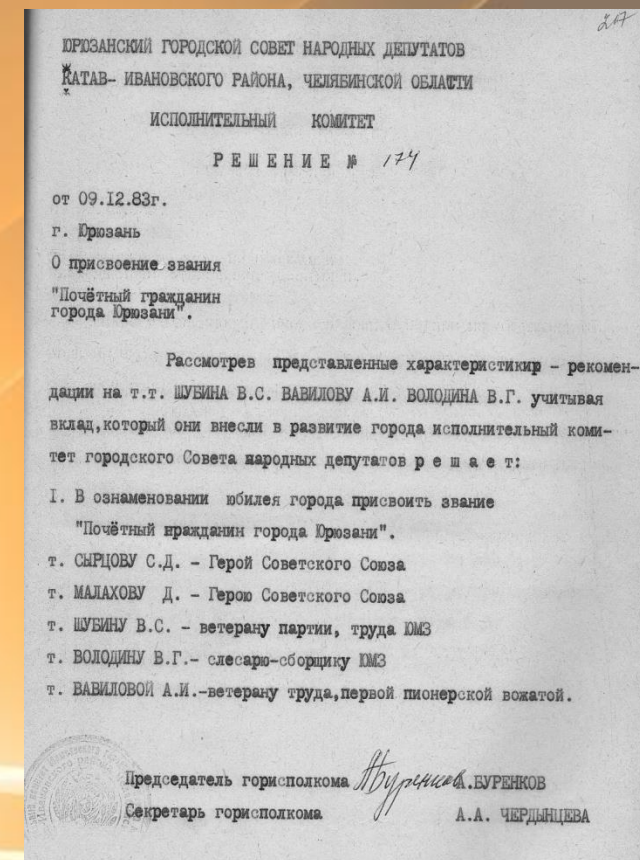 27
ЮРЮЗАНСКИЙ ГОРОДСКОЙ СОВЕТ НАРОДНЫХ ДЕПУТАТОВ
КАТАВ- ИВАНОВСКОГО РАЙОНА, ЧЕЛЯБИНСКОЙ ОБЛАСТИ
ИСПОЛНИТЕЛЬНЫЙ КОМИТЕТ
Р Е Ш Е Н И Е № 174
от 09.12.83г.
г. Юрюзань
О присвоение звания
"Почётный гражданин
города Юрюзани".
Рассмотрев представленные характеристикир - рекомен-
дации на т.т. ШУБИНА В.С. ВАВИЛОВУ А.И. ВОЛОДИНА В.Г. учитывая
вклад,который они внесли в развитие города исполнительный коми-
тет городского Совета народных депутатов р е ш а е т:
I. В ознаменовании юбилея города присвоить звание
"Почётный нражданин города Юрюзани".
т. СЫРЦОВУ С.Д. - Герой Советского Союза
т. МАЛАХОВУ Д. - Герою Советского Союза
т. ШУБИНУ В.С. - ветерану партии, труда ЮМЗ
т. ВОЛОДИНУ В.Г.- слесарю-сборщику ЮМЗ
т. ВАВИЛОВОЙ А.И.-ветерану труда,первой пионерской вожатой.
Председатель горисполкома А.БУРЕНКОВ
Секретарь горисполкома А.А. ЧЕРДЫНЦЕВА